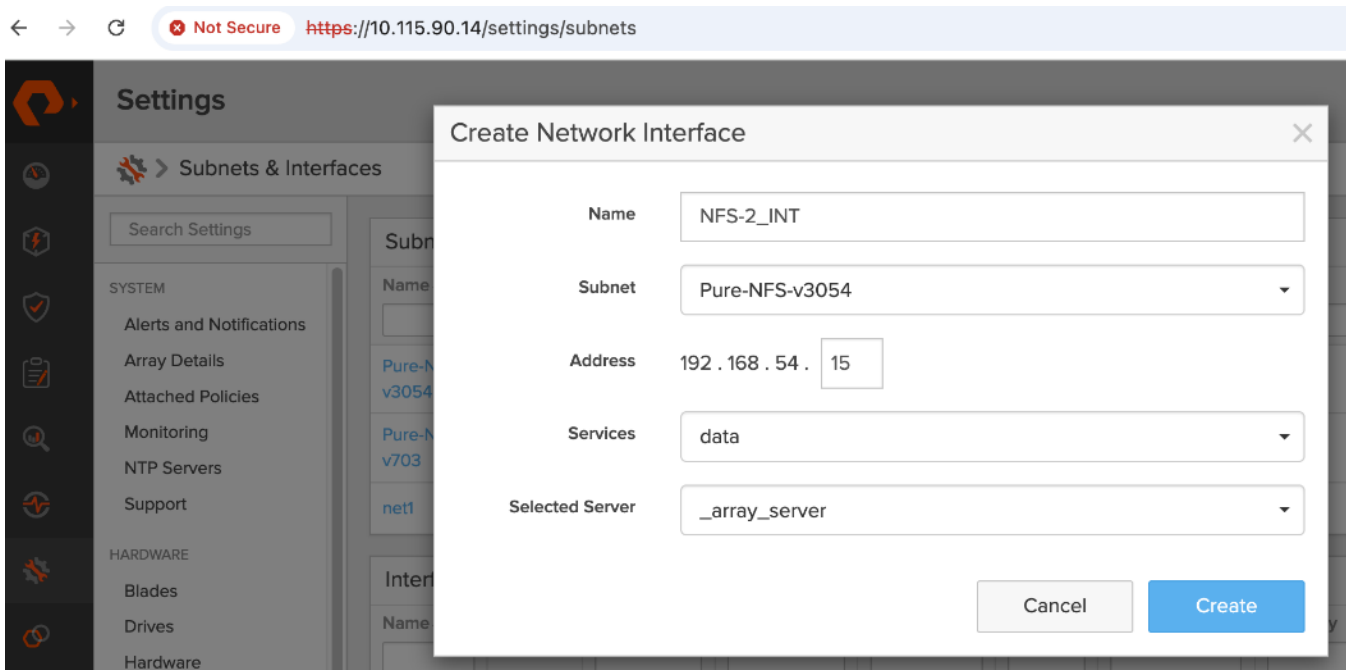 Not Secure https://10.115.90.14/settings/subnets
Settings
Subnets & Interfaces
Search Settings
SYSTEM
Alerts and Notifications
Array Details
Attached Policies
Monitoring
NTP Servers
Support
HARDWARE
Blades
Drives
Hardware
Subn
Name
Pure-N
v3054
Pure-N
v703
net1
Interf
Name
y
Create Network Interface
Name NFS-2_INT
Subnet Pure-NFS-v3054
Address 192 . 168 . 54 . 15
Services data
Selected Server _array_server
Cancel Create